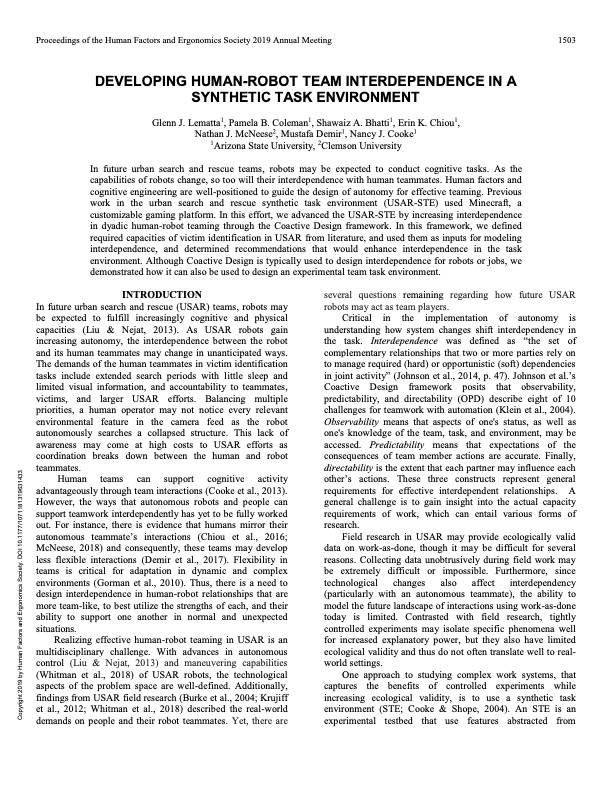 Proceedings of the Human Factors and Ergonomics Society 2019 Annual Meeting 1503
DEVELOPING HUMAN-ROBOT TEAM INTERDEPENDENCE IN A
SYNTHETIC TASK ENVIRONMENT
Glenn J. Lematta1, Pamela B. Coleman1, Shawaiz A. Bhatti1, Erin K. Chiou1,
Nathan J. McNeese2, Mustafa Demir1, Nancy J. Cooke1
1Arizona State University, 2Clemson University
In future urban search and rescue teams, robots may be expected to conduct cognitive tasks. As the
capabilities of robots change, so too will their interdependence with human teammates. Human factors and
cognitive engineering are well-positioned to guide the design of autonomy for effective teaming. Previous
work in the urban search and rescue synthetic task environment (USAR-STE) used Minecraft, a
customizable gaming platform. In this effort, we advanced the USAR-STE by increasing interdependence
in dyadic human-robot teaming through the Coactive Design framework. In this framework, we defined
required capacities of victim identification in USAR from literature, and used them as inputs for modeling
interdependence, and determined recommendations that would enhance interdependence in the task
environment. Although Coactive Design is typically used to design interdependence for robots or jobs, we
demonstrated how it can also be used to design an experimental team task environment.
INTRODUCTION
In future urban search and rescue (USAR) teams, robots may
be expected to fulfill increasingly cognitive and physical
capacities (Liu & Nejat, 2013). As USAR robots gain
increasing autonomy, the interdependence between the robot
and its human teammates may change in unanticipated ways.
The demands of the human teammates in victim identification
tasks include extended search periods with little sleep and
limited visual information, and accountability to teammates,
victims, and larger USAR efforts. Balancing multiple
priorities, a human operator may not notice every relevant
environmental feature in the camera feed as the robot
autonomously searches a collapsed structure. This lack of
awareness may come at high costs to USAR efforts as
coordination breaks down between the human and robot
teammates.
Human teams can support cognitive activity
advantageously through team interactions (Cooke et al., 2013).
However, the ways that autonomous robots and people can
support teamwork interdependently has yet to be fully worked
out. For instance, there is evidence that humans mirror their
autonomous teammate's interactions (Chiou et al., 2016;
McNeese, 2018) and consequently, these teams may develop
less flexible interactions (Demir et al., 2017). Flexibility in
teams is critical for adaptation in dynamic and complex
environments (Gorman et al., 2010). Thus, there is a need to
design interdependence in human-robot relationships that are
more team-like, to best utilize the strengths of each, and their
ability to support one another in normal and unexpected
situations.
Realizing effective human-robot teaming in USAR is an
multidisciplinary challenge. With advances in autonomous
control (Liu & Nejat, 2013) and maneuvering capabilities
(Whitman et al., 2018) of USAR robots, the technological
aspects of the problem space are well-defined. Additionally,
findings from USAR field research (Burke et al., 2004; Krujiff
et al., 2012; Whitman et al., 2018) described the real-world
demands on people and their robot teammates. Yet, there are
several questions remaining regarding how future USAR
robots may act as team players.
Critical in the implementation of autonomy is
understanding how system changes shift interdependency in
the task. Interdependence was defined as “the set of
complementary relationships that two or more parties rely on
to manage required (hard) or opportunistic (soft) dependencies
in joint activity” (Johnson et al., 2014, p. 47). Johnson et al.'s
Coactive Design framework posits that observability,
predictability, and directability (OPD) describe eight of 10
challenges for teamwork with automation (Klein et al., 2004).
Observability means that aspects of one's status, as well as
one's knowledge of the team, task, and environment, may be
accessed. Predictability means that expectations of the
consequences of team member actions are accurate. Finally,
directability is the extent that each partner may influence each
other's actions. These three constructs represent general
requirements for effective interdependent relationships. A
general challenge is to gain insight into the actual capacity
requirements of work, which can entail various forms of
research.
Field research in USAR may provide ecologically valid
data on work-as-done, though it may be difficult for several
reasons. Collecting data unobtrusively during field work may
be extremely difficult or impossible. Furthermore, since
technological changes also affect interdependency
(particularly with an autonomous teammate), the ability to
model the future landscape of interactions using work-as-done
today is limited. Contrasted with field research, tightly
controlled experiments may isolate specific phenomena well
for increased explanatory power, but they also have limited
ecological validity and thus do not often translate well to real-
world settings.
One approach to studying complex work systems, that
captures the benefits of controlled experiments while
increasing ecological validity, is to use a synthetic task
environment (STE; Cooke & Shope, 2004). An STE is an
experimental testbed that use features abstracted from
Copyright 2019 by Human Factors and Ergonomics Society. DOI 10.1177/1071181319631433